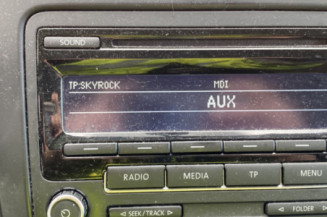 SOUND
TP:SKYROCK MDI
AUX
RADIO MEDIA TP MENU
SEEK/TRACK FOLDER